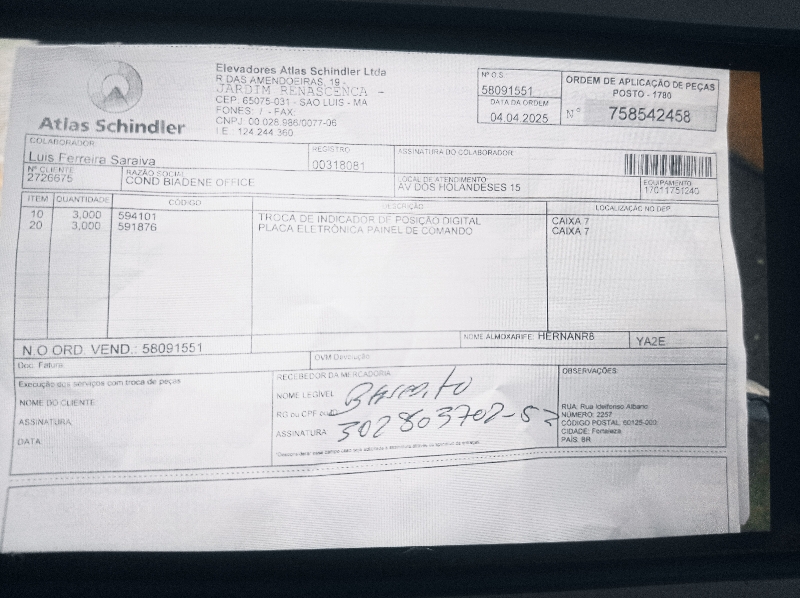 Elevadores Atlas Schindler Ltda
R DAS AMENDOEIRAS, 19 -
JARDIM RENASCENCA -
CEP: 65075-031 - SAO LUIS - MA
FONES: / - FAX:
CNPJ: 00.028.986/0077-06
I.E.: 124.244.360
Atlas Schindler
Nº O.S.
58091551
DATA DA ORDEM
04.04.2025
ORDEM DE APLICAÇÃO DE PEÇAS
POSTO - 1780
Nº 758542458
COLABORADOR
Luis Ferreira Saraiva
REGISTRO
00318081
ASSINATURA DO COLABORADOR
Nº CLIENTE
2726675
RAZÃO SOCIAL
COND BIADENE OFFICE
LOCAL DE ATENDIMENTO
AV DOS HOLANDESES 15
EQUIPAMENTO
17011751240
ITEM QUANTIDADE CÓDIGO DESCRIÇÃO LOCALIZAÇÃO NO DEP.
10 3,000 594101 TROCA DE INDICADOR DE POSIÇÃO DIGITAL CAIXA 7
20 3,000 591876 PLACA ELETRÔNICA PAINEL DE COMANDO CAIXA 7
N.O ORD. VEND.: 58091551
NOME ALMOXARIFE: HERNANR8
YA2E
Doc. Fatura:
OVM Devolução
Execução dos serviços com troca de peças
NOME DO CLIENTE:
ASSINATURA:
DATA:
RECEBEDOR DA MERCADORIA
NOME LEGÍVEL
RG ou CPF ou
ASSINATURA 302803702-53
OBSERVAÇÕES:
RUA: Rua Idelfonso Albano
NÚMERO: 2257
CÓDIGO POSTAL: 60125-000
CIDADE: Fortaleza
PAÍS: BR